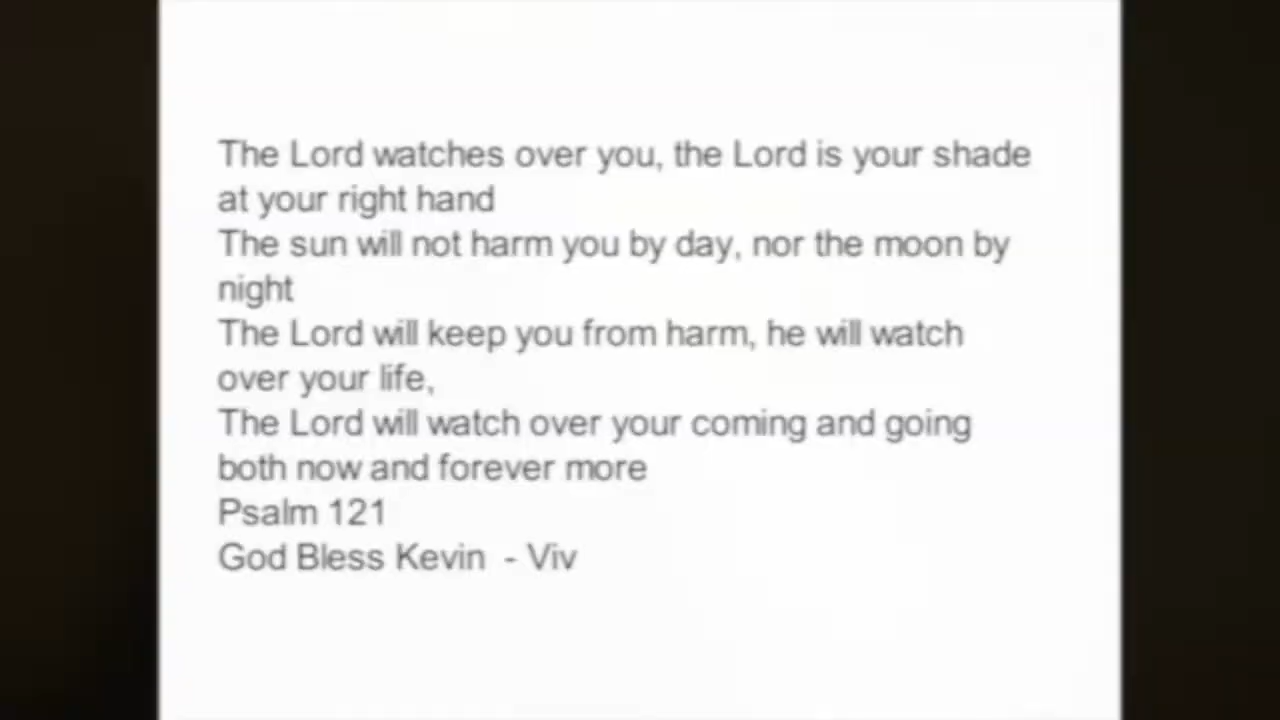 The Lord watches over you, the Lord is your shade
at your right hand
The sun will not harm you by day, nor the moon by
night
The Lord will keep you from harm, he will watch
over your life,
The Lord will watch over your coming and going
both now and forever more
Psalm 121
God Bless Kevin  - Viv